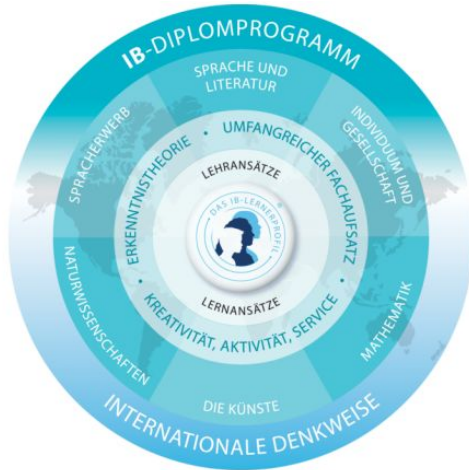 IB-DIPLOMPROGRAMM
SPRACHE UND
LITERATUR
SPRACHERWERB
INDIVIDUUM UND
GESELLSCHAFT
ERKENNTNISTHEORIE • UMFANGREICHER FACHAUFSATZ • KREATIVITÄT, AKTIVITÄT, SERVICE •
LEHRANSÄTZE
DAS IB-LERNERPROFIL
LERNANSÄTZE
NATURWISSENSCHAFTEN
MATHEMATIK
DIE KÜNSTE
INTERNATIONALE DENKWEISE